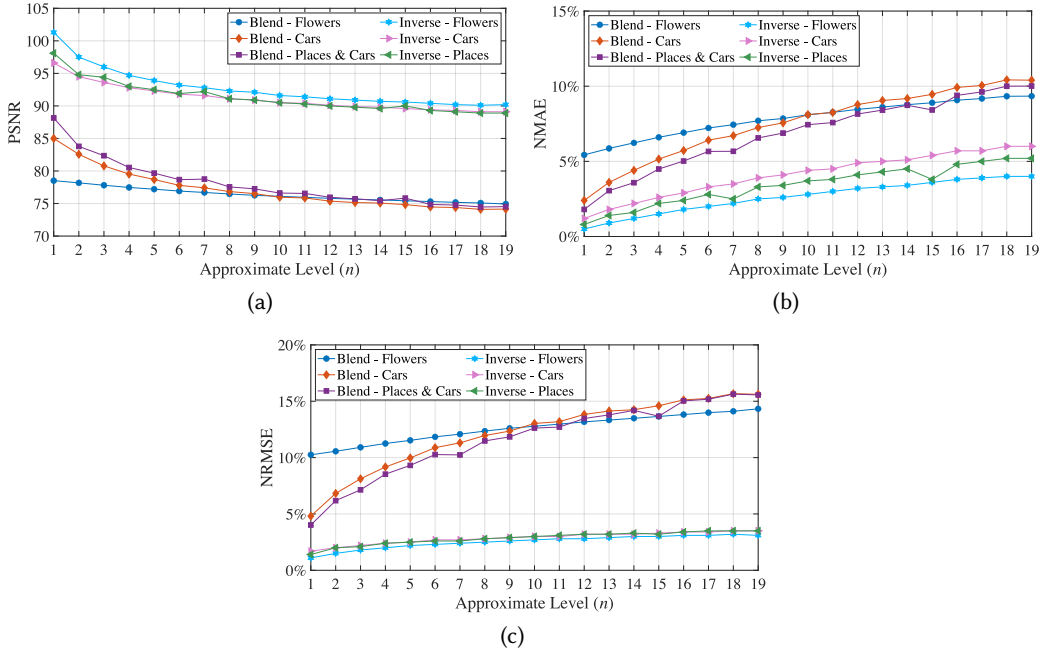 105
100
95
90
85
80
75
70
PSNR
Blend - Flowers
Blend - Cars
Blend - Places & Cars
Inverse - Flowers
Inverse - Cars
Inverse - Places
1 2 3 4 5 6 7 8 9 10 11 12 13 14 15 16 17 18 19
Approximate Level (n)
(a)
15%
10%
5%
0%
NMAE
Blend - Flowers
Blend - Cars
Blend - Places & Cars
Inverse - Flowers
Inverse - Cars
Inverse - Places
1 2 3 4 5 6 7 8 9 10 11 12 13 14 15 16 17 18 19
Approximate Level (n)
(b)
20%
15%
10%
5%
0%
NRMSE
Blend - Flowers
Blend - Cars
Blend - Places & Cars
Inverse - Flowers
Inverse - Cars
Inverse - Places
1 2 3 4 5 6 7 8 9 10 11 12 13 14 15 16 17 18 19
Approximate Level (n)
(c)